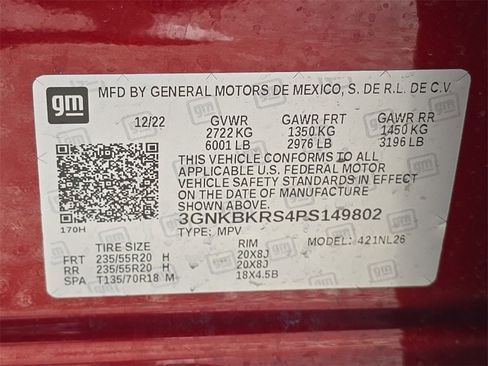 gm
MFD BY GENERAL MOTORS DE MEXICO, S. DE R.L. DE C.V.
12/22 GVWR GAWR FRT GAWR RR
2722 KG 1350 KG 1450 KG
6001 LB 2976 LB 3196 LB
THIS VEHICLE CONFORMS TO ALL
APPLICABLE U.S. FEDERAL MOTOR
VEHICLE SAFETY STANDARDS IN EFFECT
ON THE DATE OF MANUFACTURE
SHOWN ABOVE.
3GNKBKRS4PS149802
170H
TYPE: MPV MODEL: 421NL26
TIRE SIZE RIM
FRT 235/55R20 H 20X8J
RR 235/55R20 H 20X8J
SPA T135/70R18 M 18X4.5B